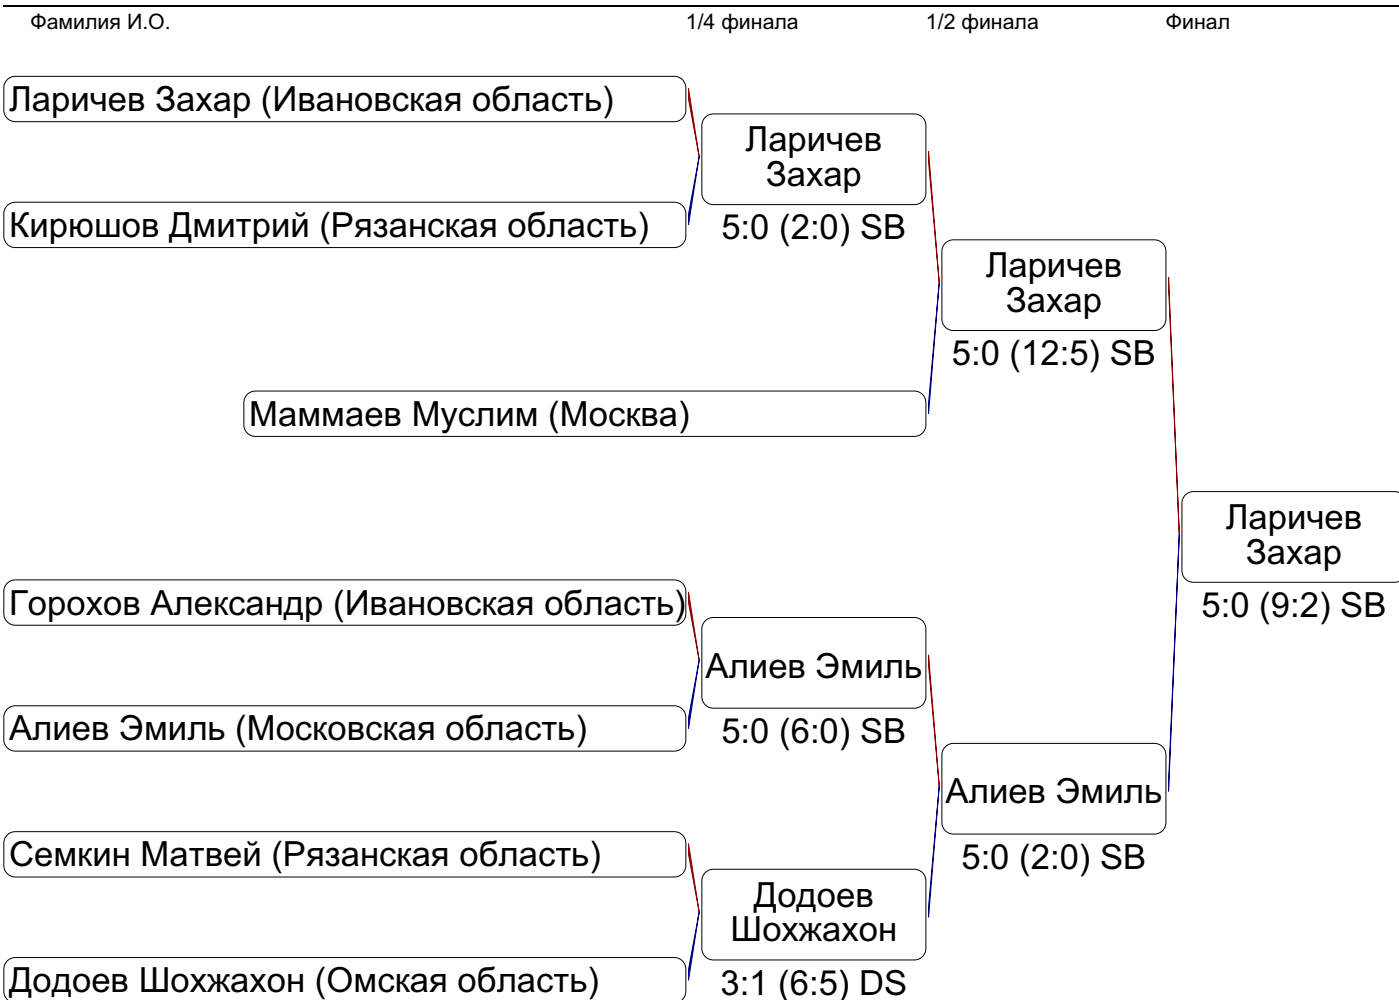 Фамилия И.О. 1/4 финала 1/2 финала Финал
Ларичев Захар (Ивановская область)
Ларичев
Захар
Кирюшов Дмитрий (Рязанская область)
5:0 (2:0) SB
Ларичев
Захар
5:0 (12:5) SB
Маммаев Муслим (Москва)
Ларичев
Захар
5:0 (9:2) SB
Горохов Александр (Ивановская область)
Алиев Эмиль
Алиев Эмиль (Московская область)
5:0 (6:0) SB
Алиев Эмиль
5:0 (2:0) SB
Семкин Матвей (Рязанская область)
Додоев
Шохжахон
Додоев Шохжахон (Омская область)
3:1 (6:5) DS